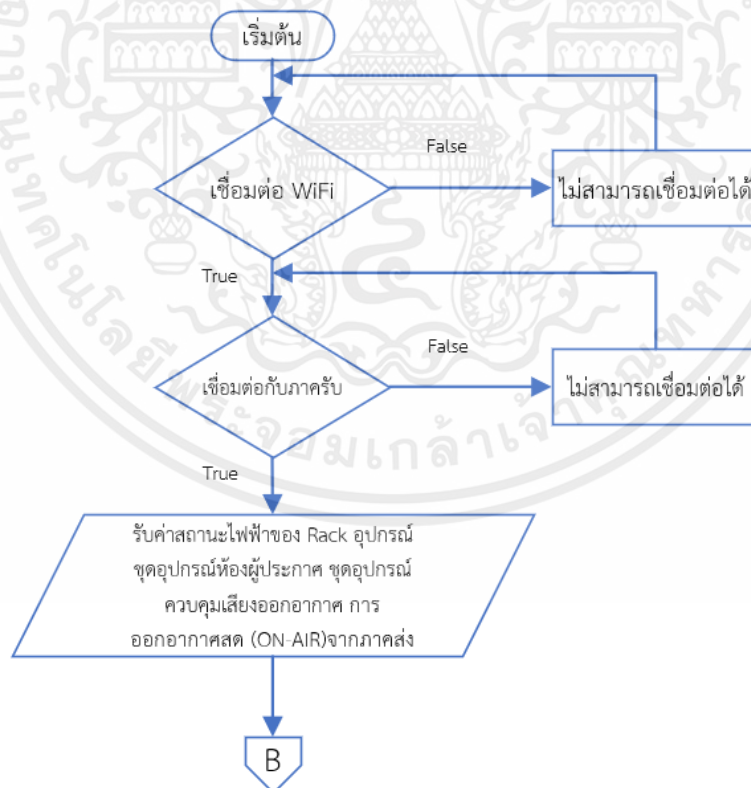 เริ่มต้น
False
เชื่อมต่อ WiFi
ไม่สามารถเชื่อมต่อได้
True
False
เชื่อมต่อกับภาครับ
ไม่สามารถเชื่อมต่อได้
True
รับค่าสถานะไฟฟ้าของ Rack อุปกรณ์
ชุดอุปกรณ์ห้องผู้ประกาศ ชุดอุปกรณ์
ควบคุมเสียงออกอากาศ การ
ออกอากาศสด (ON-AIR)จากภาคส่ง
B